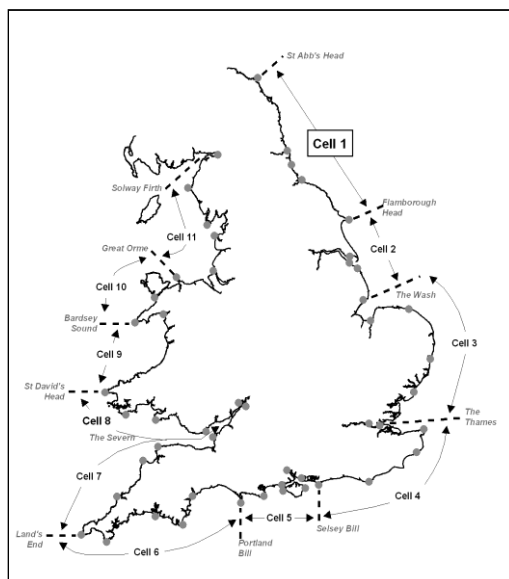 St Abb's Head
Cell 1
Solway Firth
Flamborough
Head
Cell 11
Great Orme
Cell 2
Cell 10
The Wash
Bardsey
Sound
Cell 3
Cell 9
St David's
Head
Cell 8
The
Thames
The Severn
Cell 7
Cell 4
Cell 5
Selsey Bill
Land's
End
Cell 6
Portland
Bill